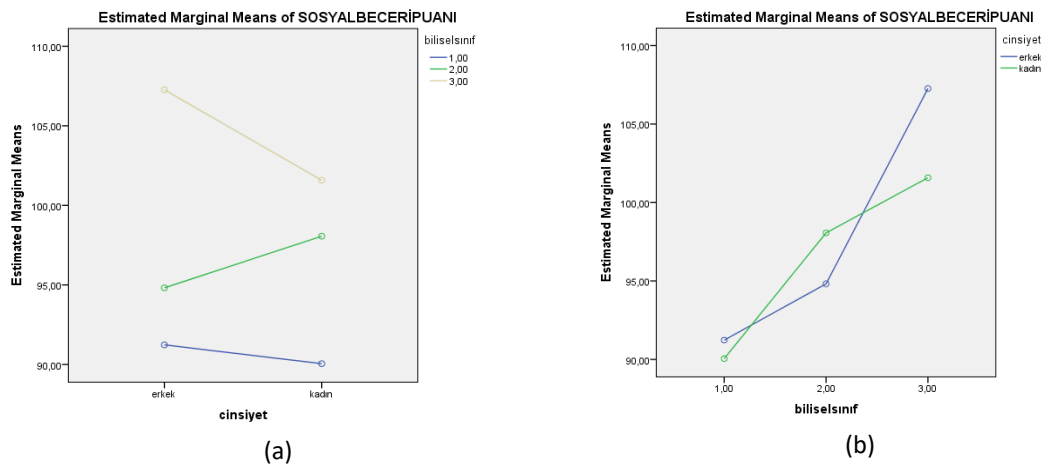 Estimated Marginal Means of SOSYALBECERİPUANI
biliselsınıf
1,00
2,00
3,00
110,00
105,00
100,00
95,00
90,00
Estimated Marginal Means
erkek
kadın
cinsiyet
(a)
Estimated Marginal Means of SOSYALBECERİPUANI
cinsiyet
erkek
kadın
110,00
105,00
100,00
95,00
90,00
Estimated Marginal Means
1,00
2,00
3,00
biliselsınıf
(b)